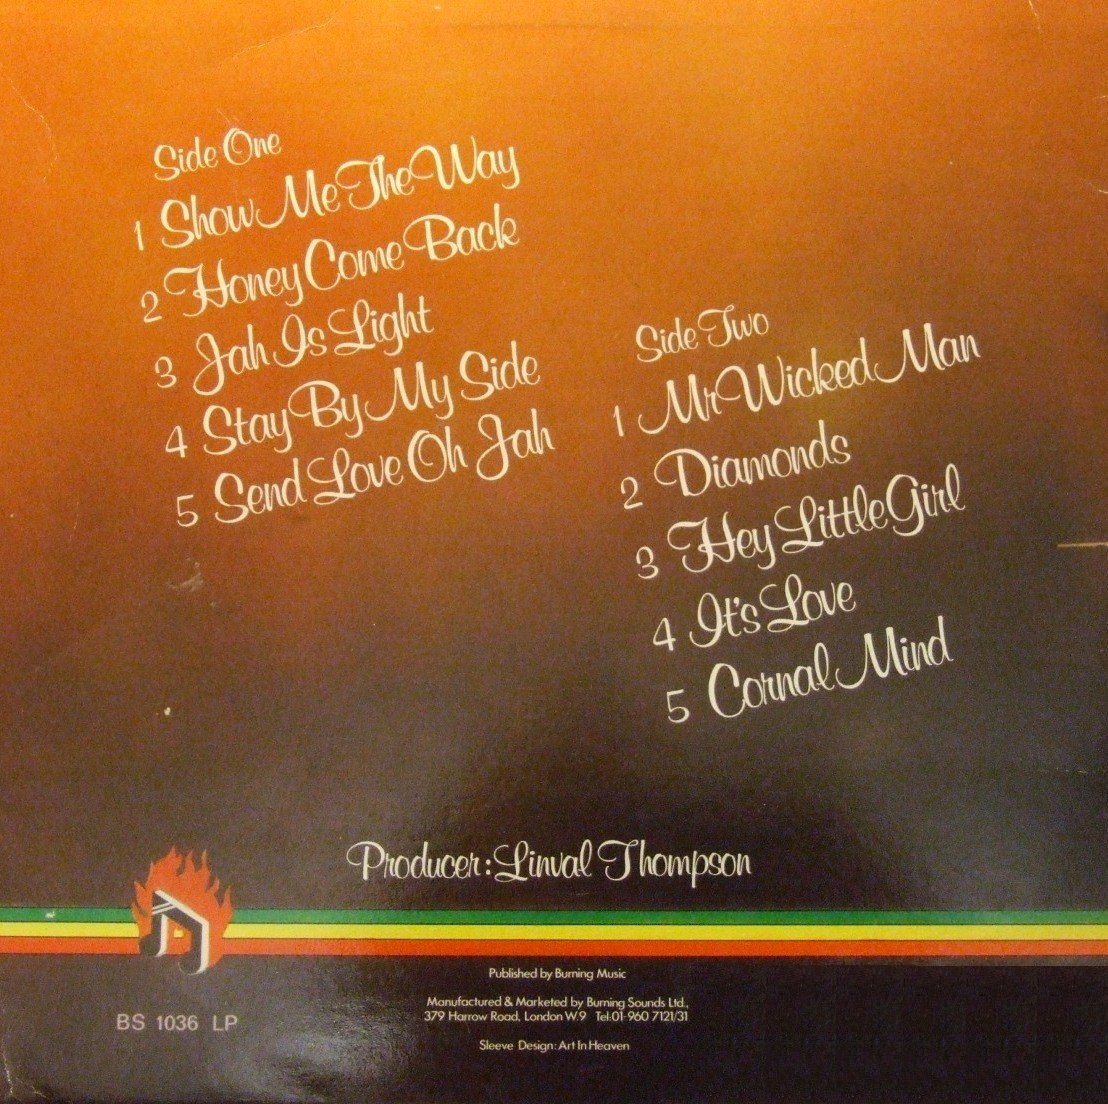 Side One
1 Show Me The Way
2 Honey Come Back
3 Jah Is Light
4 Stay By My Side
5 Send Love Oh Jah
Side Two
1 Mr Wicked Man
2 Diamonds
3 Hey Little Girl
4 It's Love
5 Cornal Mind
Producer: Linval Thompson
Published by Burning Music
Manufactured & Marketed by Burning Sounds Ltd.,
379 Harrow Road, London W.9 Tel:01-960 7121/31
BS 1036 LP
Sleeve Design: Art In Heaven